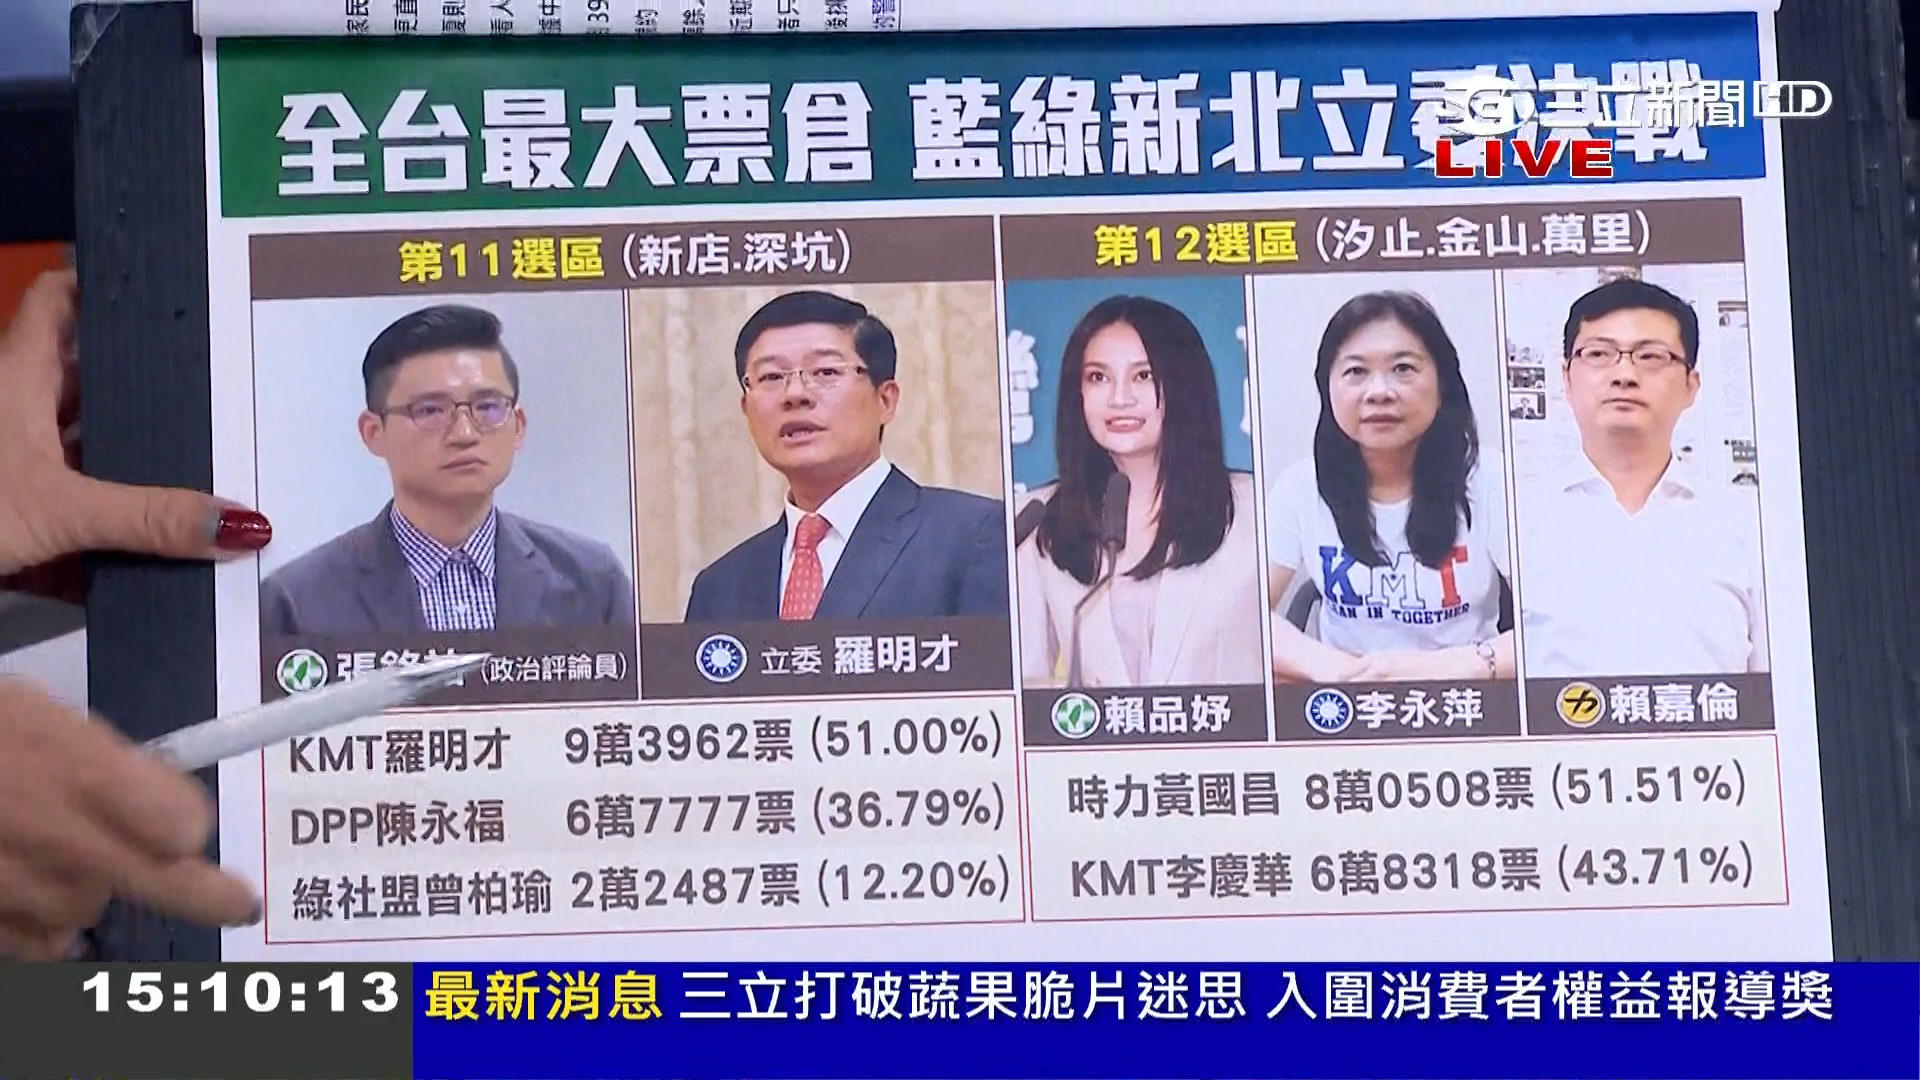 全台最大票倉 藍綠新北立委決戰
三立新聞HD
LIVE
第11選區 (新店.深坑)
第12選區 (汐止.金山.萬里)
KMT
CLEAN IN TOGETHER
(政治評論員)
立委 羅明才
賴品妤
李永萍
力 賴嘉倫
KMT羅明才 9萬3962票 (51.00%)
DPP陳永福 6萬7777票 (36.79%)
綠社盟曾柏瑜 2萬2487票 (12.20%)
時力黃國昌 8萬0508票 (51.51%)
KMT李慶華 6萬8318票 (43.71%)
15:10:13
最新消息 三立打破蔬果脆片迷思 入圍消費者權益報導獎